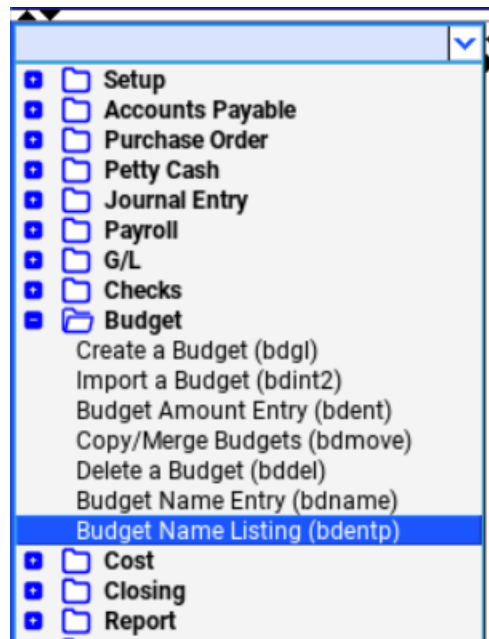 Setup
Accounts Payable
Purchase Order
Petty Cash
Journal Entry
Payroll
G/L
Checks
Budget
Create a Budget (bdgl)
Import a Budget (bdint2)
Budget Amount Entry (bdent)
Copy/Merge Budgets (bdmove)
Delete a Budget (bddel)
Budget Name Entry (bdname)
Budget Name Listing (bdentp)
Cost
Closing
Report